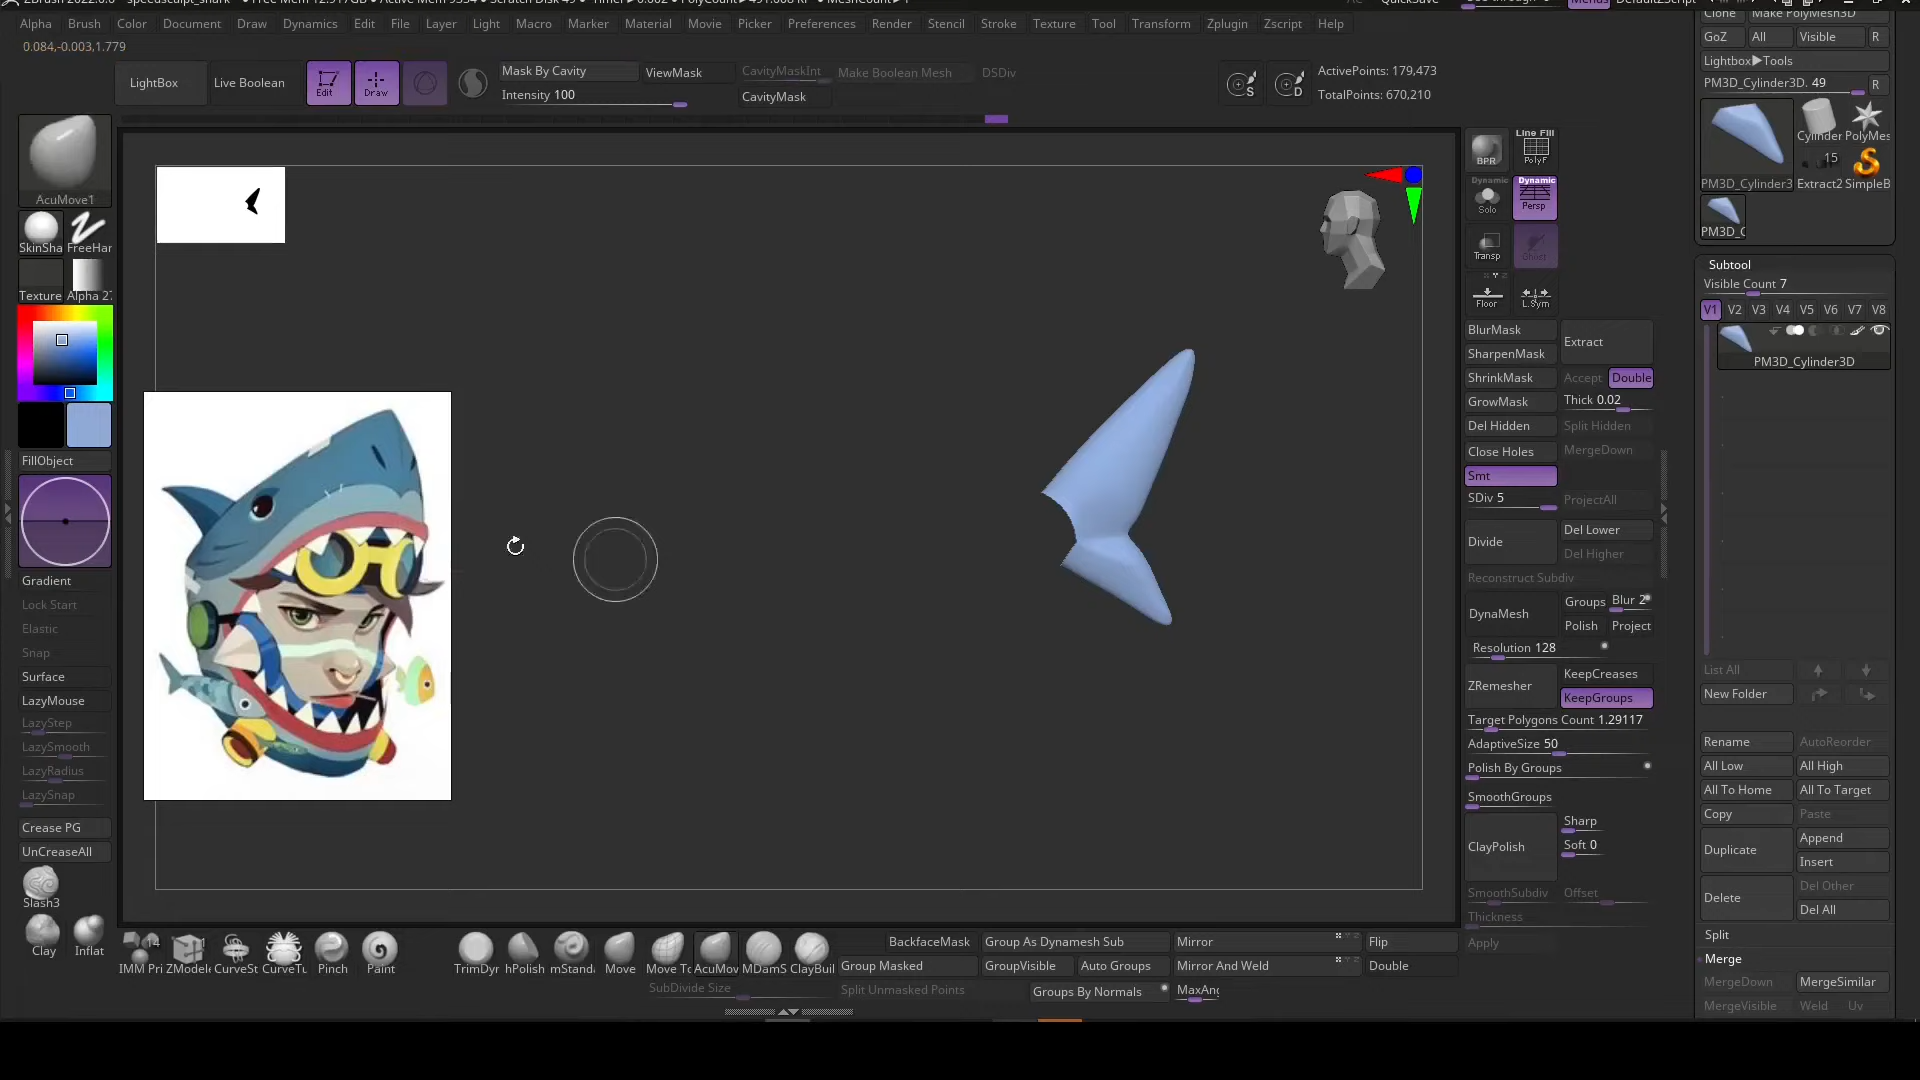 Alpha Brush Color Document Draw Dynamics Edit File Layer Light Macro Marker Material Movie Picker Preferences Render Stencil Stroke Texture Tool Transform Zplugin Zscript Help
Clone Make PolyMesh3D
GoZ All Visible R
0.084,-0.003,1.779
Lightbox▶Tools
LightBox
Live Boolean
Edit
Draw
Mask By Cavity
ViewMask
Intensity 100
CavityMaskInt
CavityMask
Make Boolean Mesh
DSDiv
S
D
ActivePoints: 179,473
TotalPoints: 670,210
PM3D_Cylinder3D. 49
R
Cylinder PolyMes
15
PM3D_Cylinder3 Extract2 SimpleB
PM3D_C
AcuMove1
SkinSha FreeHar
Texture Alpha 27
FillObject
Gradient
Lock Start
Elastic
Snap
Surface
LazyMouse
LazyStep
LazySmooth
LazyRadius
LazySnap
Crease PG
UnCreaseAll
Slash3
Clay Inflat
BPR
Line Fill
PolyF
Dynamic
Solo
Dynamic
Persp
Transp
Ghost
Floor
L.Sym
BlurMask
SharpenMask
Extract
ShrinkMask
Accept Double
GrowMask
Thick 0.02
Del Hidden
Split Hidden
Close Holes
MergeDown
Smt
SDiv 5
ProjectAll
Divide
Del Lower
Del Higher
Reconstruct Subdiv
DynaMesh
Groups Blur 2
Polish Project
Resolution 128
ZRemesher
KeepCreases
KeepGroups
Target Polygons Count 1.29117
AdaptiveSize 50
Polish By Groups
SmoothGroups
ClayPolish
Sharp
Soft 0
SmoothSubdiv Offset
Thickness
Apply
Subtool
Visible Count 7
V1 V2 V3 V4 V5 V6 V7 V8
PM3D_Cylinder3D
List All
New Folder
Rename AutoReorder
All Low All High
All To Home All To Target
Copy Paste
Duplicate
Append
Insert
Delete
Del Other
Del All
Split
Merge
MergeDown MergeSimilar
MergeVisible Weld Uv
14
1
IMM Pri ZModele CurveSt CurveTu Pinch Paint
TrimDyn hPolish mStand Move Move To AcuMov MDamS ClayBuil
SubDivide Size
BackfaceMask
Group As Dynamesh Sub
Mirror
Flip
Group Masked
GroupVisible
Auto Groups
Mirror And Weld
Double
Split Unmasked Points
Groups By Normals
MaxAng